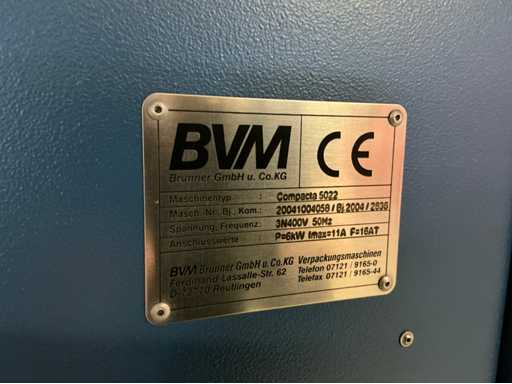 BVM
CE
Brunner GmbH u. Co.KG
Maschinentyp : Compacta 5022
Masch. Nr., Bj., Kom.: 20041004058 / Bj 2004 /
Spannung, Frequenz: 3N400V 50Hz
Anschlusswerte : P=6kW Imax=11A F=16AT
BVM Brunner GmbH u. Co.KG Verpackungsmaschinen
Ferdinand-Lassalle-Str. 62 Telefon 07121 / 9165-0
Reutlingen Telefax 07121 / 9165-44